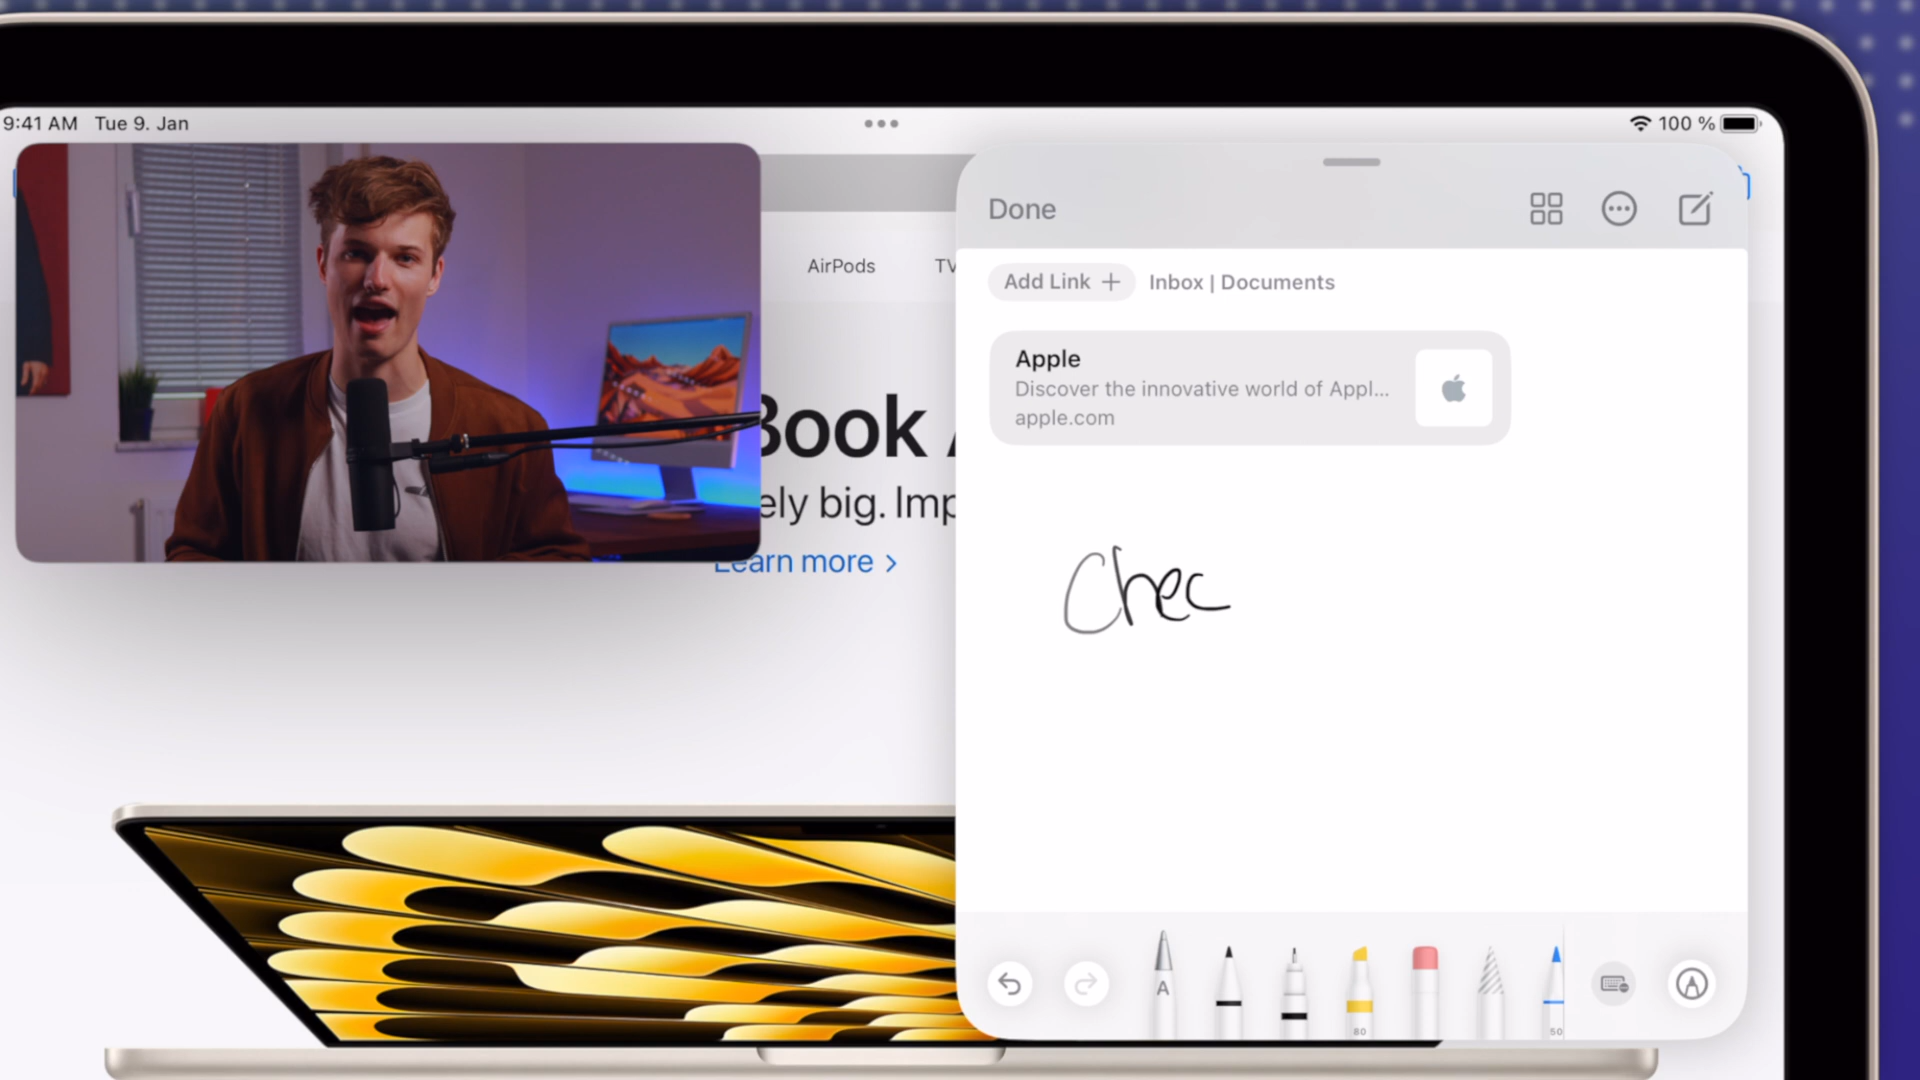 9:41 AM Tue 9. Jan
100 %
AirPods
Book
ely big. Imp
Learn more >
Done
Add Link + Inbox | Documents
Apple
Discover the innovative world of Appl...
apple.com
Chec
A
80
50